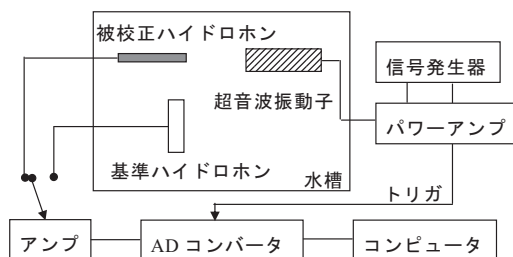 被校正ハイドロホン
信号発生器
超音波振動子
パワーアンプ
基準ハイドロホン
水槽
トリガ
アンプ
AD コンバータ
コンピュータ